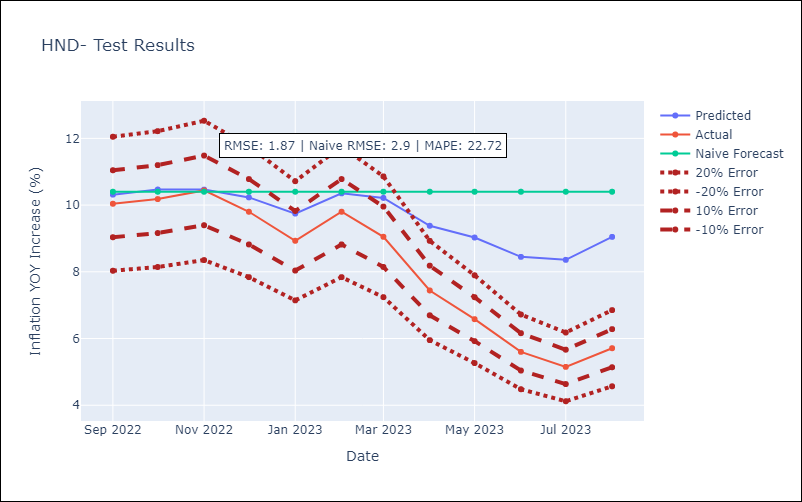 HND- Test Results
RMSE: 1.87 | Naive RMSE: 2.9 | MAPE: 22.72
Predicted
Actual
Naive Forecast
20% Error
-20% Error
10% Error
-10% Error
Inflation YOY Increase (%)
12
10
8
6
4
Sep 2022
Nov 2022
Jan 2023
Mar 2023
May 2023
Jul 2023
Date